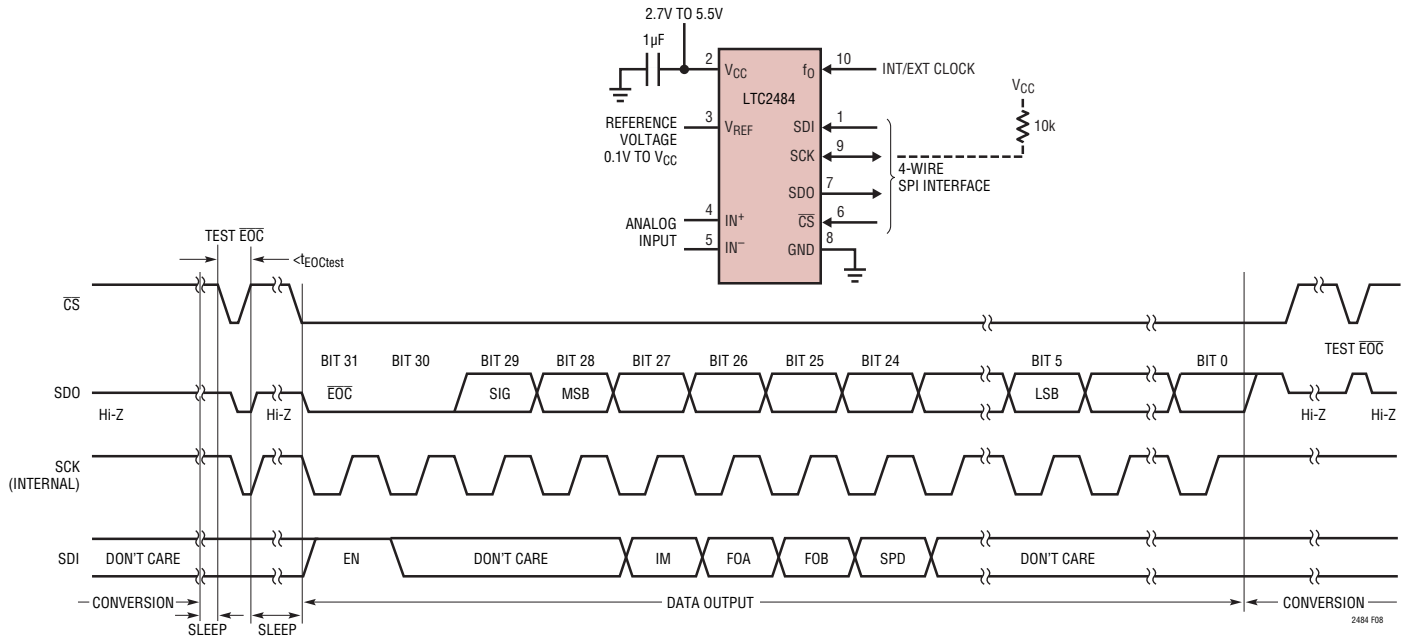 2.7V TO 5.5V
1µF
2
VCC
fO
10
INT/EXT CLOCK
LTC2484
VCC
10k
REFERENCE
VOLTAGE
0.1V TO VCC
3
VREF
SDI
1
SCK
9
4-WIRE
SPI INTERFACE
SDO
7
ANALOG
INPUT
4
IN+
CS
6
5
IN−
GND
8
TEST EOC
<tEOCtest
CS
BIT 31
BIT 30
BIT 29
BIT 28
BIT 27
BIT 26
BIT 25
BIT 24
BIT 5
BIT 0
TEST EOC
SDO
EOC
SIG
MSB
LSB
Hi-Z
Hi-Z
Hi-Z
Hi-Z
SCK
(INTERNAL)
SDI
DON'T CARE
EN
DON'T CARE
IM
FOA
FOB
SPD
DON'T CARE
CONVERSION
DATA OUTPUT
CONVERSION
SLEEP
SLEEP
2484 F08